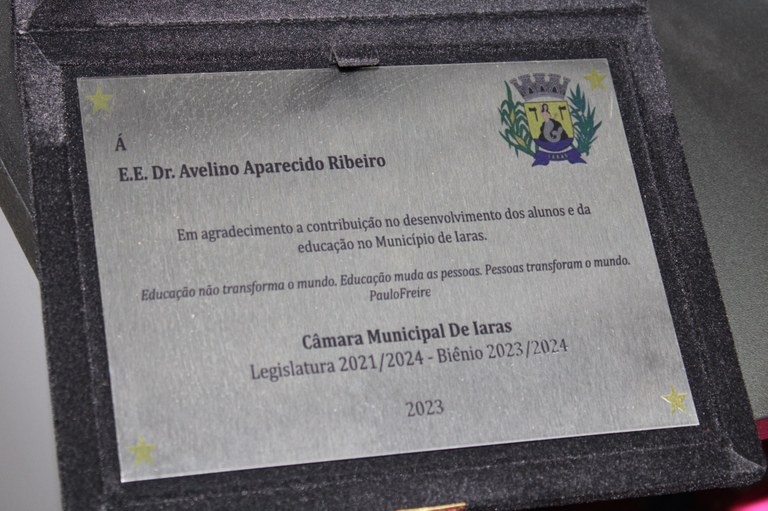 Á
E.E. Dr. Avelino Aparecido Ribeiro
Em agradecimento a contribuição no desenvolvimento dos alunos e da
educação no Município de Iaras.
Educação não transforma o mundo. Educação muda as pessoas. Pessoas transforam o mundo.
PauloFreire
Câmara Municipal De Iaras
Legislatura 2021/2024 - Biênio 2023/2024
2023
IARAS